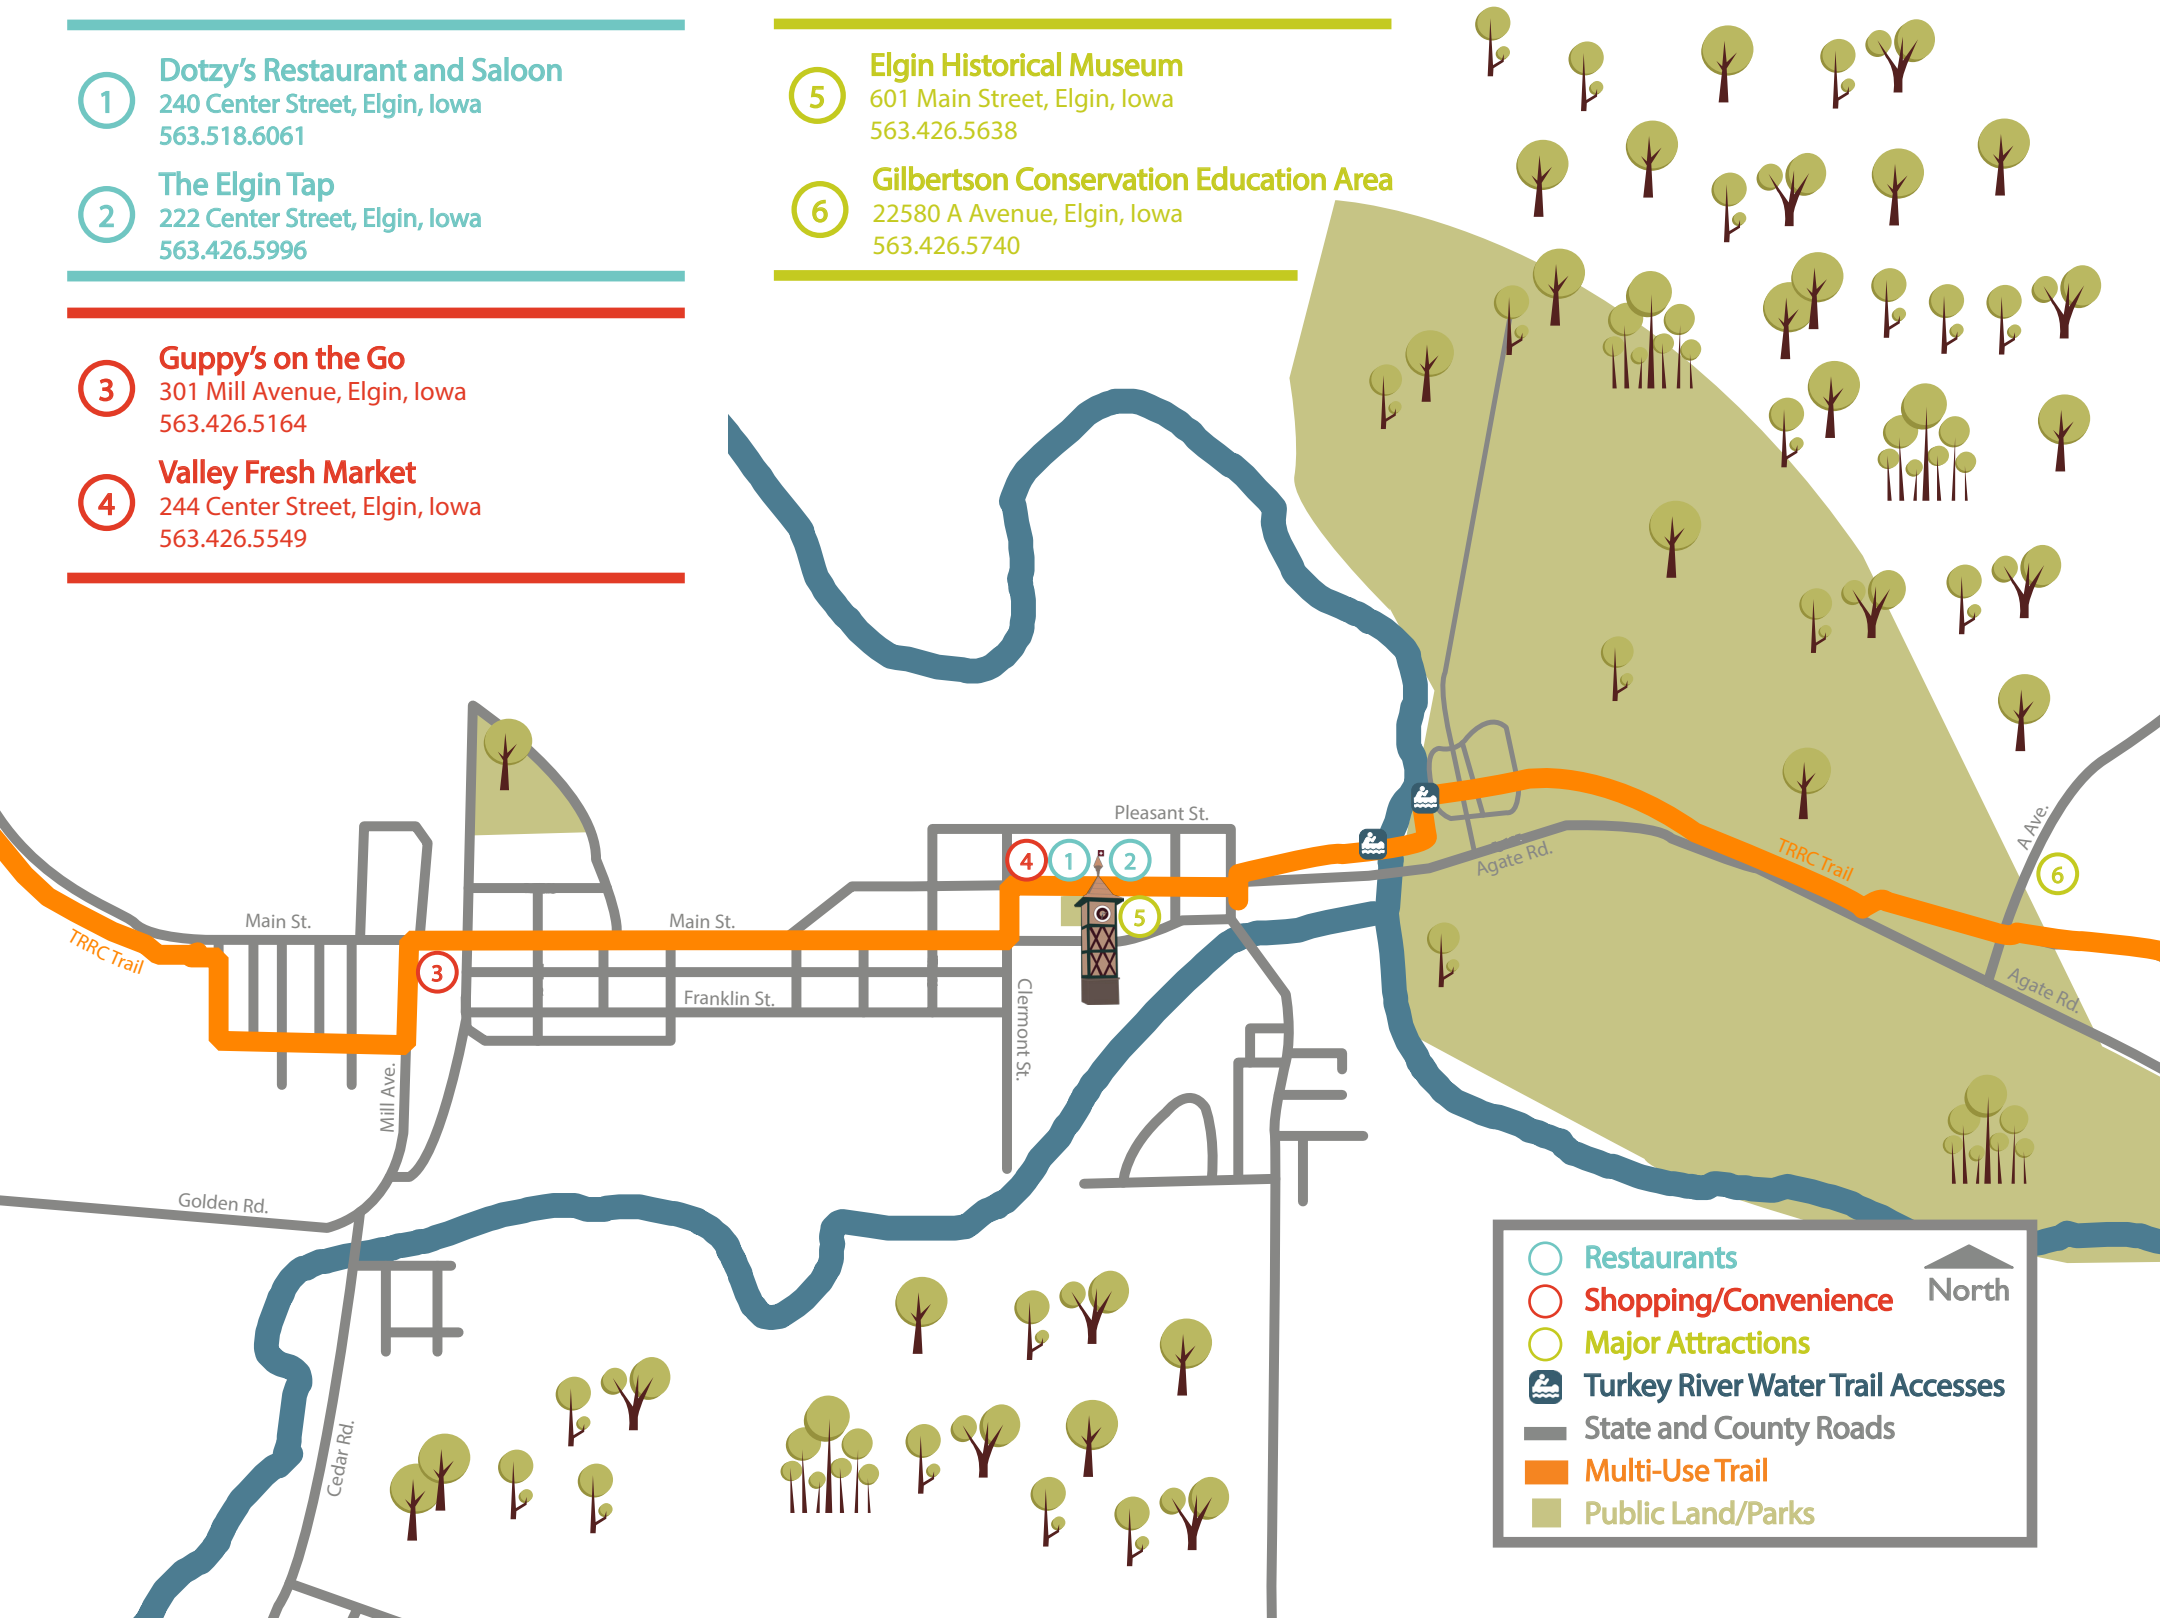 1
Dotzy's Restaurant and Saloon
240 Center Street, Elgin, Iowa
563.518.6061
2
The Elgin Tap
222 Center Street, Elgin, Iowa
563.426.5996
3
Guppy's on the Go
301 Mill Avenue, Elgin, Iowa
563.426.5164
4
Valley Fresh Market
244 Center Street, Elgin, Iowa
563.426.5549
5
Elgin Historical Museum
601 Main Street, Elgin, Iowa
563.426.5638
6
Gilbertson Conservation Education Area
22580 A Avenue, Elgin, Iowa
563.426.5740
Pleasant St.
4
1
2
Agate Rd.
TRRC Trail
A Ave.
6
Main St.
Main St.
5
TRRC Trail
3
Franklin St.
Clermont St.
Agate Rd.
Mill Ave.
Golden Rd.
Cedar Rd.
Restaurants
North
Shopping/Convenience
Major Attractions
Turkey River Water Trail Accesses
State and County Roads
Multi-Use Trail
Public Land/Parks